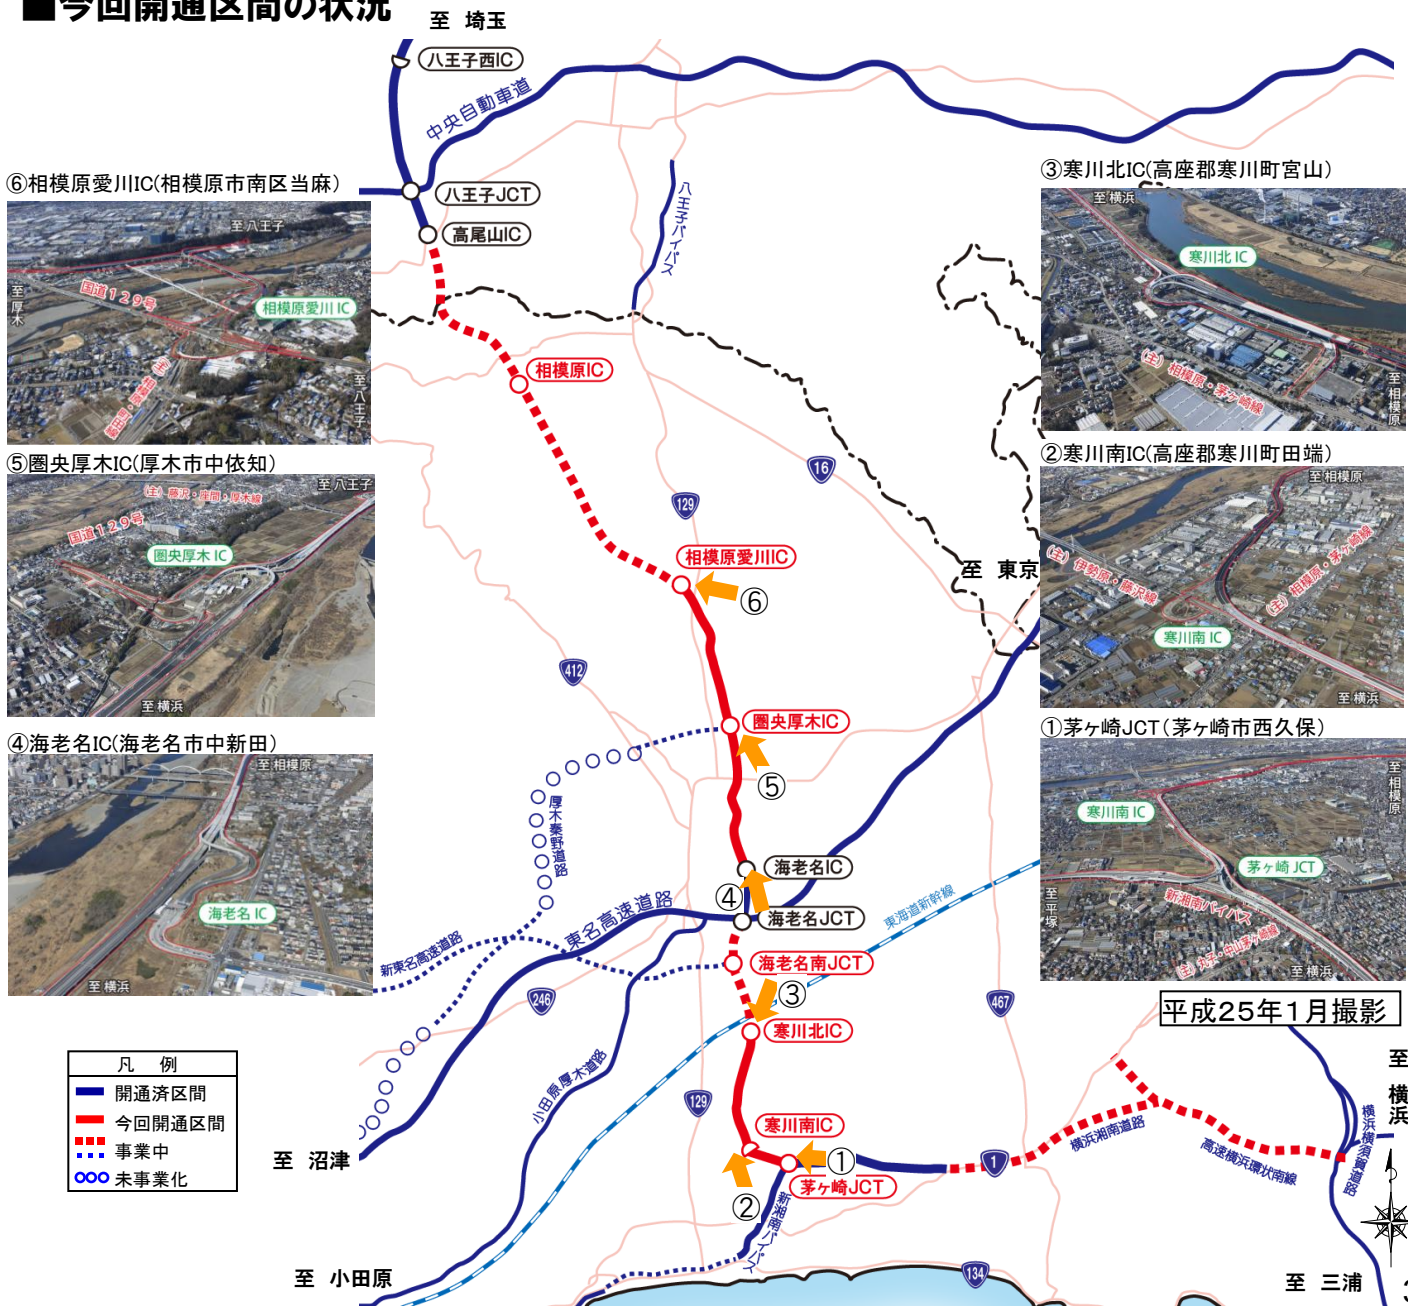 ■今回開通区間の状況
至 埼玉
八王子西IC
中央自動車道
八王子JCT
高尾山IC
八王子バイパス
相模原IC
16
129
相模原愛川IC
⑥
至 東京
412
圏央厚木IC
⑤
厚木秦野道路
海老名IC
④
東名高速道路
海老名JCT
東海道新幹線
新東名高速道路
海老名南JCT
③
246
467
寒川北IC
小田原厚木道路
129
寒川南IC
①
1
茅ヶ崎JCT
②
新湘南バイパス
横浜湘南道路
高速横浜環状南線
横浜横須賀道路
至 横浜
至 沼津
至 小田原
134
至 三浦
⑥相模原愛川IC(相模原市南区当麻)
至 八王子
国道129号
至 厚木
相模原愛川 IC
至 八王子
⑤圏央厚木IC(厚木市中依知)
至 八王子
(主) 藤沢・座間・厚木線
国道129号
圏央厚木 IC
至 横浜
④海老名IC(海老名市中新田)
至 相模原
海老名 IC
至 横浜
③寒川北IC(高座郡寒川町宮山)
至 横浜
寒川北 IC
(主) 相模原・茅ヶ崎線
至 相模原
②寒川南IC(高座郡寒川町田端)
至 相模原
(主) 伊勢原・藤沢線
(主) 相模原・茅ヶ崎線
寒川南 IC
至 横浜
①茅ヶ崎JCT(茅ヶ崎市西久保)
至 相模原
寒川南 IC
茅ヶ崎 JCT
至 平塚
新湘南バイパス
(主) 丸子・中山茅ヶ崎線
至 横浜
平成25年1月撮影
凡 例
開通済区間
今回開通区間
事業中
未事業化